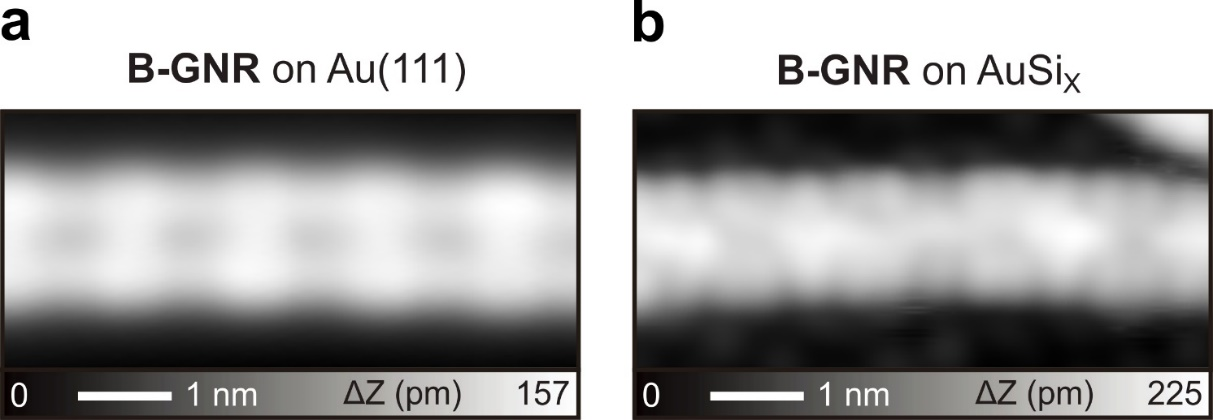 a
B-GNR on Au(111)
0 1 nm ΔZ (pm) 157
b
B-GNR on AuSiX
0 1 nm ΔZ (pm) 225